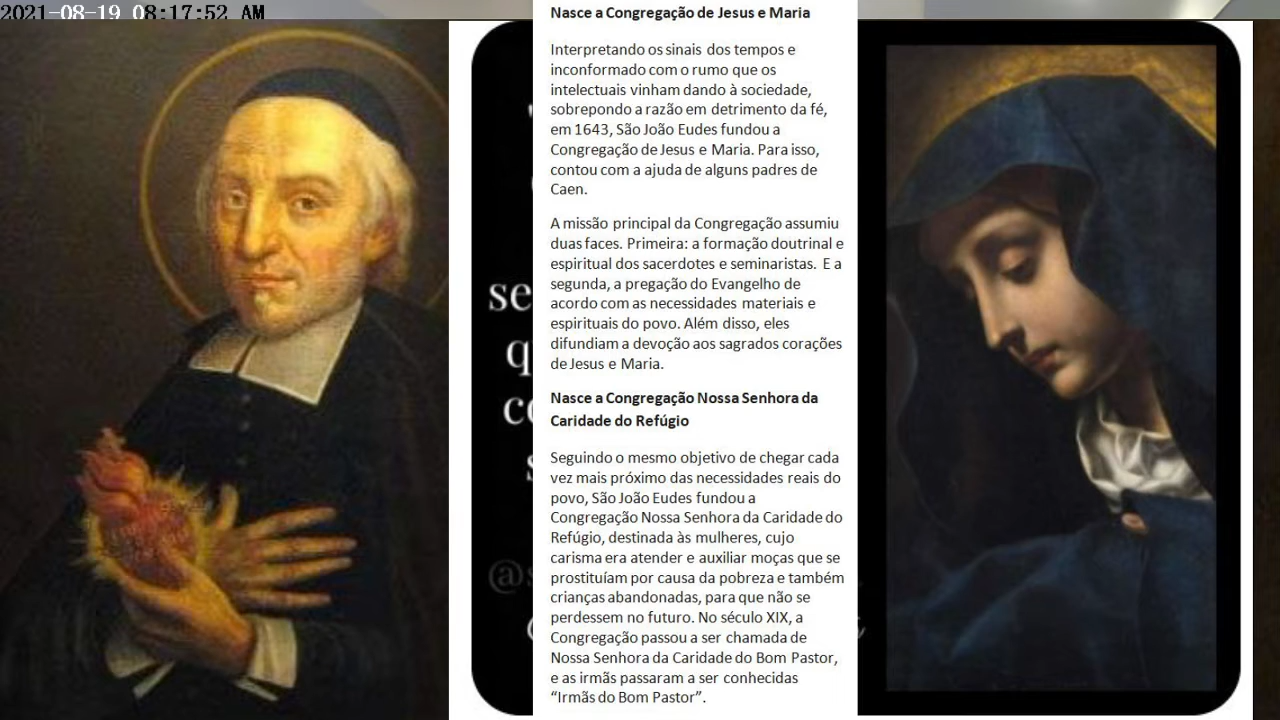 2021-08-19 08:17:52 AM
Nasce a Congregação de Jesus e Maria
Interpretando os sinais dos tempos e
inconformado com o rumo que os
intelectuais vinham dando à sociedade,
sobrepondo a razão em detrimento da fé,
em 1643, São João Eudes fundou a
Congregação de Jesus e Maria. Para isso,
contou com a ajuda de alguns padres de
Caen.
A missão principal da Congregação assumiu
duas faces. Primeira: a formação doutrinal e
espiritual dos sacerdotes e seminaristas. E a
segunda, a pregação do Evangelho de
acordo com as necessidades materiais e
espirituais do povo. Além disso, eles
difundiam a devoção aos sagrados corações
de Jesus e Maria.
Nasce a Congregação Nossa Senhora da
Caridade do Refúgio
Seguindo o mesmo objetivo de chegar cada
vez mais próximo das necessidades reais do
povo, São João Eudes fundou a
Congregação Nossa Senhora da Caridade do
Refúgio, destinada às mulheres, cujo
carisma era atender e auxiliar moças que se
prostituíam por causa da pobreza e também
crianças abandonadas, para que não se
perdessem no futuro. No século XIX, a
Congregação passou a ser chamada de
Nossa Senhora da Caridade do Bom Pastor,
e as irmãs passaram a ser conhecidas
“Irmãs do Bom Pastor”.